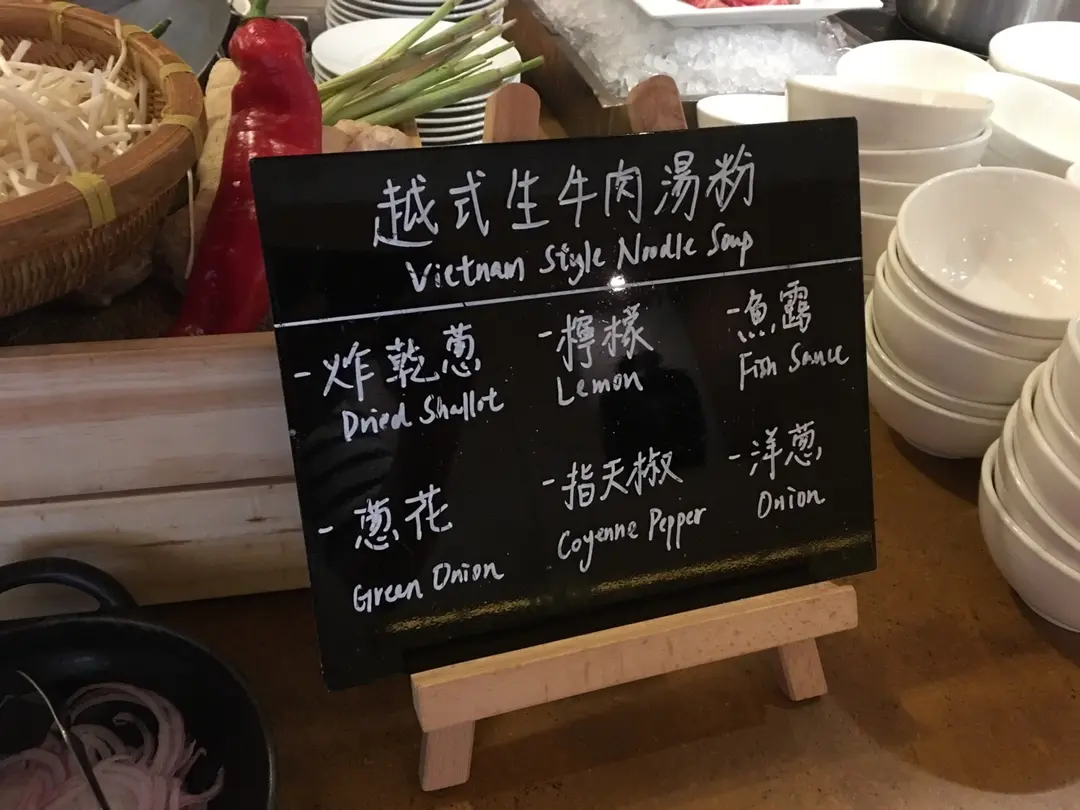 越式生牛肉湯粉
Vietnam Style Noodle Soup
-炸乾蔥
Dried Shallot
-檸檬
Lemon
-魚露
Fish Sauce
-蔥花
Green Onion
-指天椒
Coyenne Pepper
-洋蔥
Onion